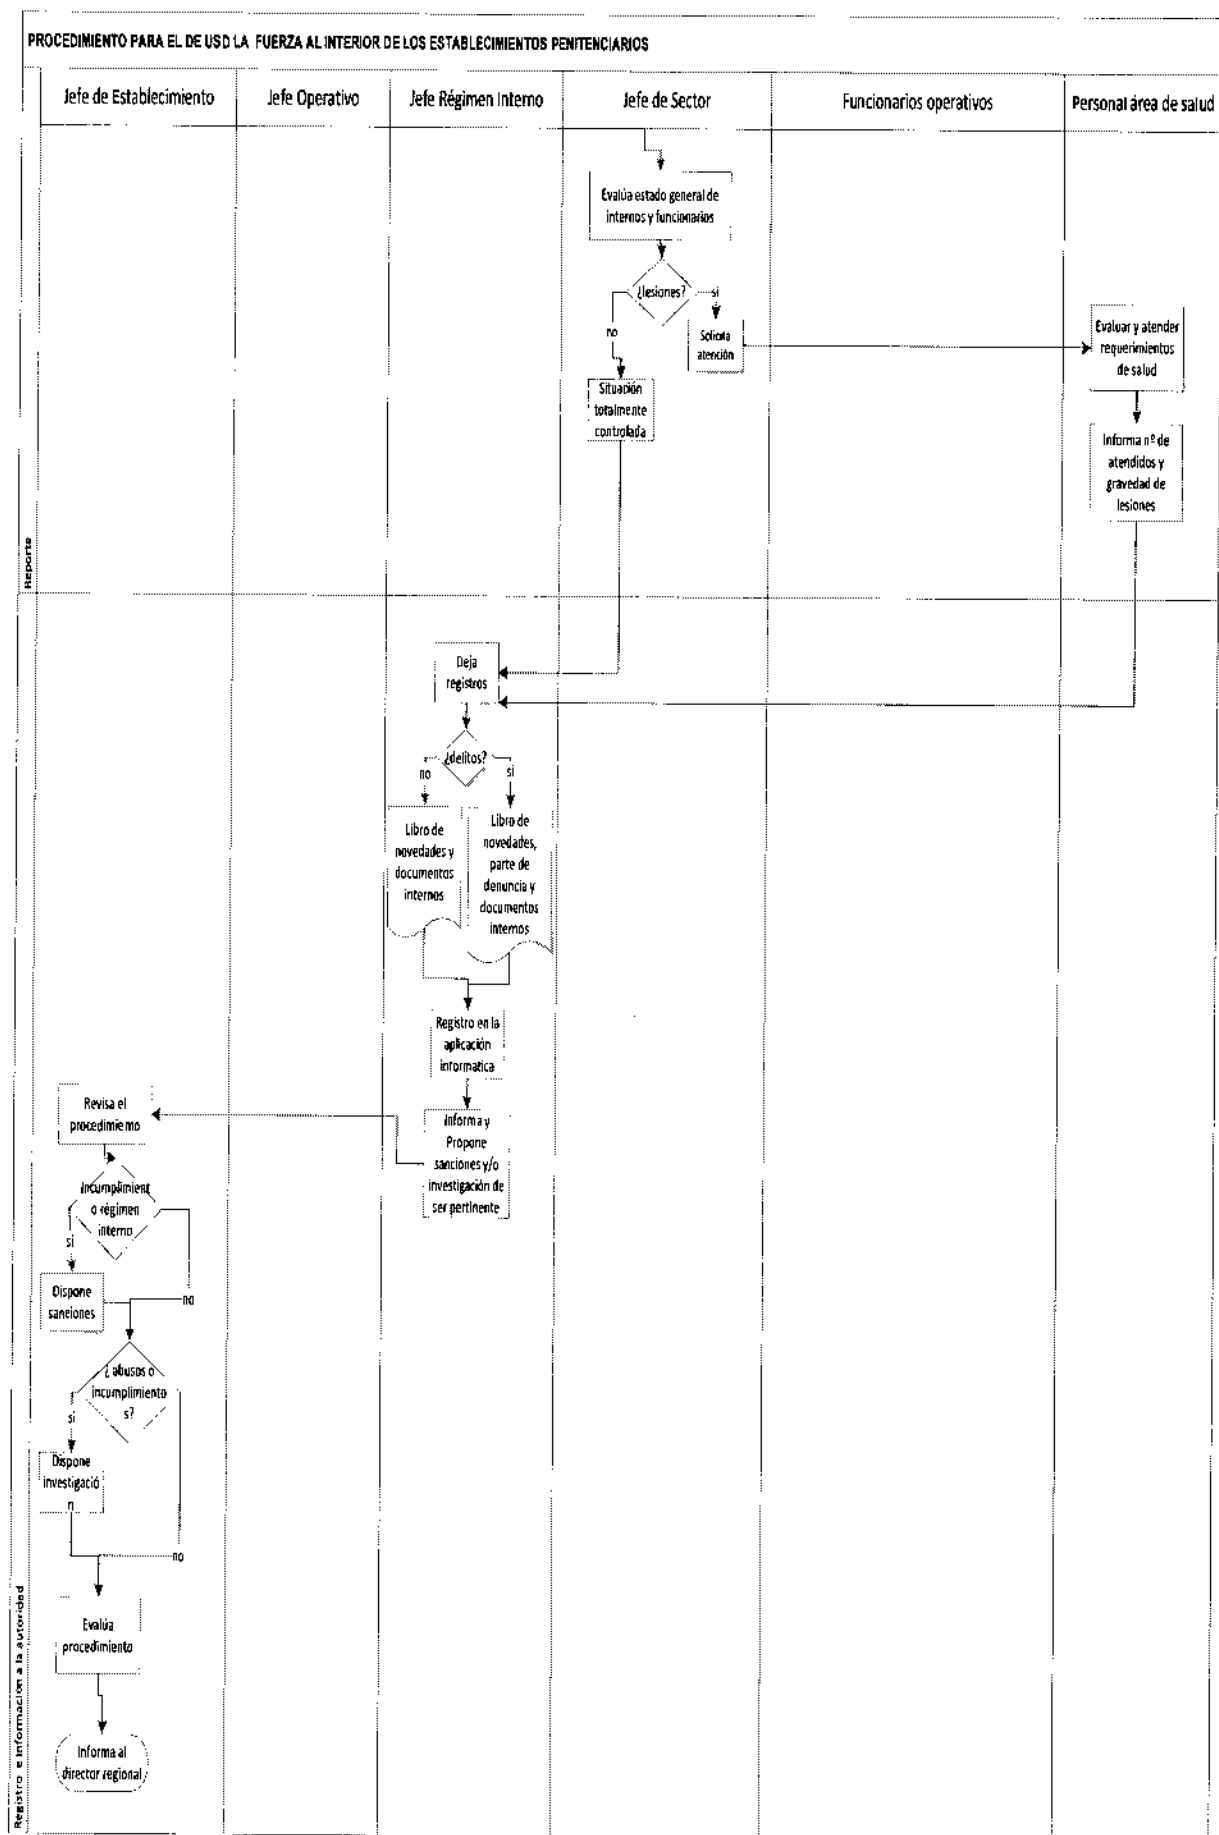 PROCEDIMIENTO PARA EL DE USO LA FUERZA AL INTERIOR DE LOS ESTABLECIMIENTOS PENITENCIARIOS
Jefe de Establecimiento
Jefe Operativo
Jefe Régimen Interno
Jefe de Sector
Funcionarios operativos
Personal área de salud
Reporte
Evalúa estado general de
internos y funcionarios
¿lesiones?
no
si
Solicita
atención
Evaluar y atender
requerimientos
de salud
Situación
totalmente
controlada
Informa nº de
atendidos y
gravedad de
lesiones
Registro e información a la autoridad
Deja
registros
¿delitos?
no
si
Libro de
novedades y
documentos
internos
Libro de
novedades,
parte de
denuncia y
documentos
internos
Registro en la
aplicación
informatica
Informa y
Propone
sanciones y/o
investigación de
ser pertinente
Revisa el
procedimiemo
Incumplimient
o régimen
interno
si
no
Dispone
sanciones
¿ abusos o
incumplimiento
s?
si
no
Dispone
investigació
n
Evalúa
procedimiento
Informa al
director regional